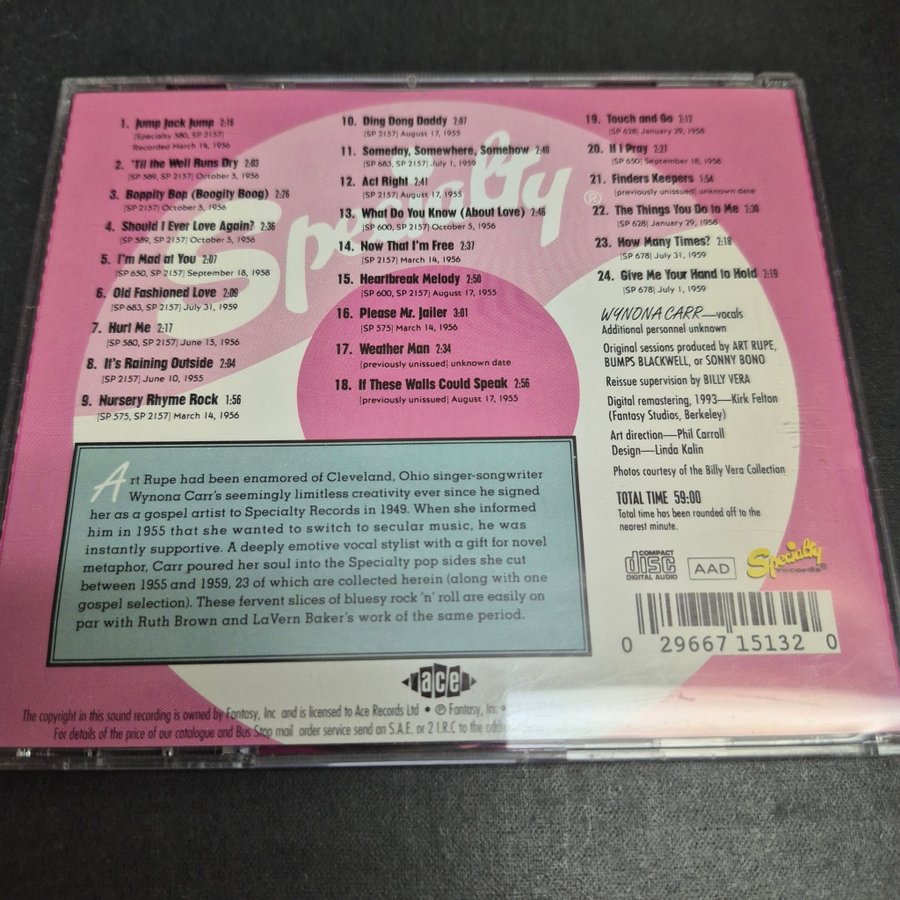 1. Jump Jack Jump 2:16
[Specialty 580, SP 2157]
Recorded March 14, 1956
2. 'Til the Well Runs Dry 2:03
[SP 589, SP 2157] October 5, 1956
3. Boppity Bop (Boogity Boog) 2:26
[SP 2157] October 5, 1956
4. Should I Ever Love Again? 2:36
[SP 589, SP 2157] October 5, 1956
5. I'm Mad at You 2:07
[SP 650, SP 2157] September 18, 1958
6. Old Fashioned Love 2:09
[SP 683, SP 2157] July 31, 1959
7. Hurt Me 2:17
[SP 580, SP 2157] June 15, 1956
8. It's Raining Outside 2:04
[SP 2157] June 10, 1955
9. Nursery Rhyme Rock 1:56
[SP 575, SP 2157] March 14, 1956
10. Ding Dong Daddy 2:07
[SP 2157] August 17, 1955
11. Someday, Somewhere, Somehow 2:40
[SP 683, SP 2157] July 1, 1959
12. Act Right 2:41
[SP 2157] August 17, 1955
13. What Do You Know (About Love) 2:46
[SP 600, SP 2157] October 5, 1956
14. Now That I'm Free 2:37
[SP 2157] March 14, 1956
15. Heartbreak Melody 2:50
[SP 600, SP 2157] August 17, 1955
16. Please Mr. Jailer 3:01
[SP 575] March 14, 1956
17. Weather Man 2:34
[previously unissued] unknown date
18. If These Walls Could Speak 2:56
[previously unissued] August 17, 1955
19. Touch and Go 2:12
[SP 628] January 29, 1958
20. If I Pray 2:27
[SP 650] September 18, 1958
21. Finders Keepers 1:54
[previously unissued] unknown date
22. The Things You Do to Me 2:30
[SP 628] January 29, 1958
23. How Many Times? 2:18
[SP 678] July 31, 1959
24. Give Me Your Hand to Hold 2:19
[SP 678] July 1, 1959
WYNONA CARR—vocals
Additional personnel unknown
Original sessions produced by ART RUPE,
BUMPS BLACKWELL, or SONNY BONO
Reissue supervision by BILLY VERA
Digital remastering, 1993—Kirk Felton
(Fantasy Studios, Berkeley)
Art direction—Phil Carroll
Design—Linda Kalin
Photos courtesy of the Billy Vera Collection
TOTAL TIME 59:00
Total time has been rounded off to the
nearest minute.
Specialty ®
Art Rupe had been enamored of Cleveland, Ohio singer-songwriter
Wynona Carr's seemingly limitless creativity ever since he signed
her as a gospel artist to Specialty Records in 1949. When she informed
him in 1955 that she wanted to switch to secular music, he was
instantly supportive. A deeply emotive vocal stylist with a gift for novel
metaphor, Carr poured her soul into the Specialty pop sides she cut
between 1955 and 1959, 23 of which are collected herein (along with one
gospel selection). These fervent slices of bluesy rock 'n' roll are easily on
par with Ruth Brown and LaVern Baker's work of the same period.
COMPACT
disc
DIGITAL AUDIO
AAD
Specialty
records®
0 29667 15132 0
ace
The copyright in this sound recording is owned by Fantasy, Inc and is licensed to Ace Records Ltd • ℗ Fantasy, Inc •
For details of the price of our catalogue and Bus Stop mail order service send an S.A.E. or 2 I.R.C to the